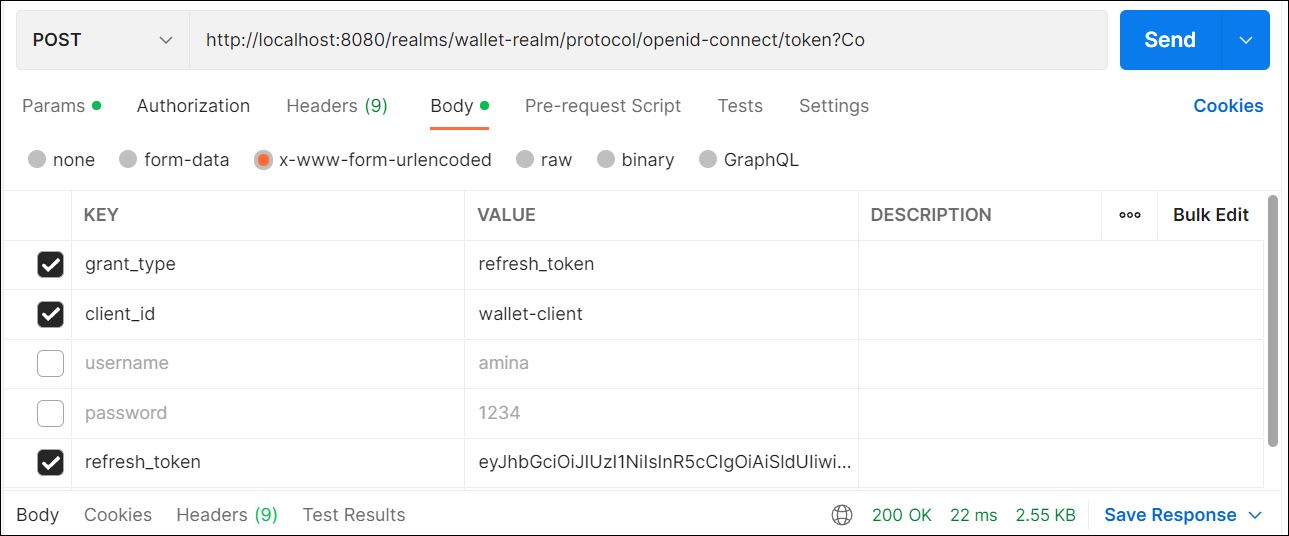 POST http://localhost:8080/realms/wallet-realm/protocol/openid-connect/token?Co Send
Params Authorization Headers (9) Body Pre-request Script Tests Settings Cookies
none form-data x-www-form-urlencoded raw binary GraphQL
KEY VALUE DESCRIPTION ooo Bulk Edit
grant_type refresh_token
client_id wallet-client
username amina
password 1234
refresh_token eyJhbGciOiJIUzI1NiIsInR5cCIgOiAiSldUIiwi...
Body Cookies Headers (9) Test Results 200 OK 22 ms 2.55 KB Save Response